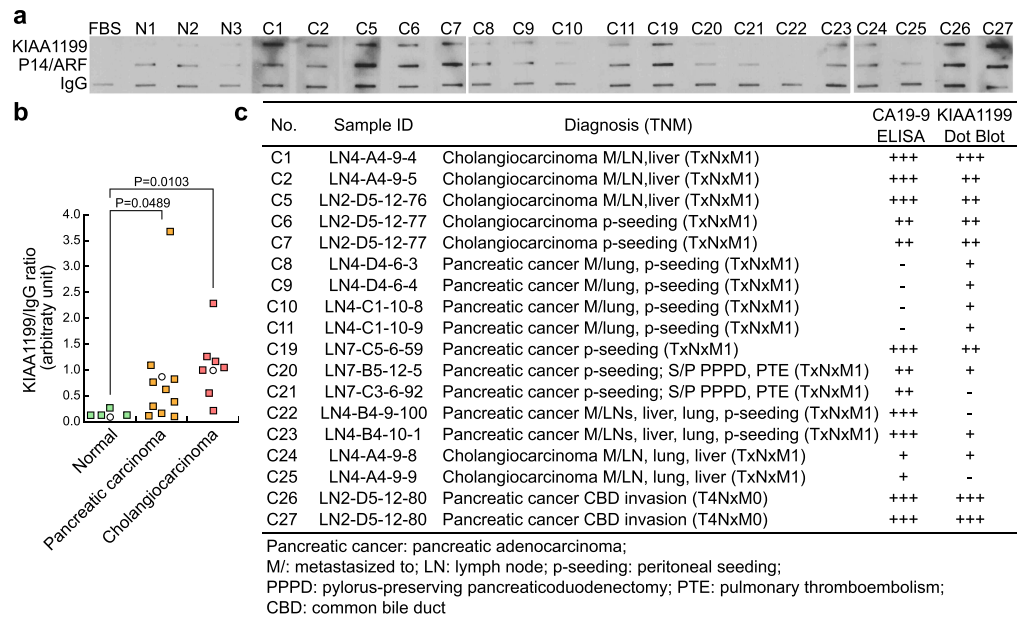 a
FBS N1 N2 N3 C1 C2 C5 C6 C7 C8 C9 C10 C11 C19 C20 C21 C22 C23 C24 C25 C26 C27
KIAA1199
P14/ARF
IgG
b
P=0.0103
P=0.0489
KIAA1199/IgG ratio
(arbitraty unit)
4.0
3.5
3.0
2.5
2.0
1.5
1.0
0.5
0.0
Normal
Pancreatic carcinoma
Cholangiocarcinoma
c
No. Sample ID Diagnosis (TNM) CA19-9 ELISA KIAA1199 Dot Blot
C1 LN4-A4-9-4 Cholangiocarcinoma M/LN,liver (TxNxM1) +++ +++
C2 LN4-A4-9-5 Cholangiocarcinoma M/LN,liver (TxNxM1) +++ ++
C5 LN2-D5-12-76 Cholangiocarcinoma M/LN,liver (TxNxM1) +++ ++
C6 LN2-D5-12-77 Cholangiocarcinoma p-seeding (TxNxM1) ++ ++
C7 LN2-D5-12-77 Cholangiocarcinoma p-seeding (TxNxM1) ++ ++
C8 LN4-D4-6-3 Pancreatic cancer M/lung, p-seeding (TxNxM1) - +
C9 LN4-D4-6-4 Pancreatic cancer M/lung, p-seeding (TxNxM1) - +
C10 LN4-C1-10-8 Pancreatic cancer M/lung, p-seeding (TxNxM1) - +
C11 LN4-C1-10-9 Pancreatic cancer M/lung, p-seeding (TxNxM1) - +
C19 LN7-C5-6-59 Pancreatic cancer p-seeding (TxNxM1) +++ ++
C20 LN7-B5-12-5 Pancreatic cancer p-seeding; S/P PPPD, PTE (TxNxM1) ++ +
C21 LN7-C3-6-92 Pancreatic cancer p-seeding; S/P PPPD, PTE (TxNxM1) ++ -
C22 LN4-B4-9-100 Pancreatic cancer M/LNs, liver, lung, p-seeding (TxNxM1) +++ -
C23 LN4-B4-10-1 Pancreatic cancer M/LNs, liver, lung, p-seeding (TxNxM1) +++ +
C24 LN4-A4-9-8 Cholangiocarcinoma M/LN, lung, liver (TxNxM1) + +
C25 LN4-A4-9-9 Cholangiocarcinoma M/LN, lung, liver (TxNxM1) + -
C26 LN2-D5-12-80 Pancreatic cancer CBD invasion (T4NxM0) +++ +++
C27 LN2-D5-12-80 Pancreatic cancer CBD invasion (T4NxM0) +++ +++
Pancreatic cancer: pancreatic adenocarcinoma;
M/: metastasized to; LN: lymph node; p-seeding: peritoneal seeding;
PPPD: pylorus-preserving pancreaticoduodenectomy; PTE: pulmonary thromboembolism;
CBD: common bile duct